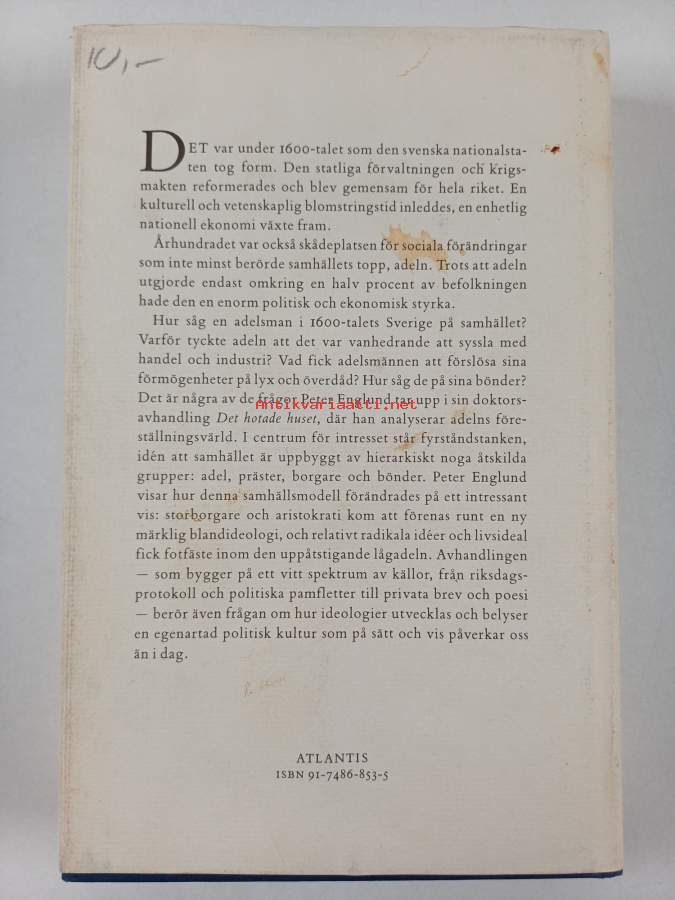 10,-
DET var under 1600-talet som den svenska nationalsta-
ten tog form. Den statliga förvaltningen och krigs-
makten reformerades och blev gemensam för hela riket. En
kulturell och vetenskaplig blomstringstid inleddes, en enhetlig
nationell ekonomi växte fram.
Århundradet var också skådeplatsen för sociala förändringar
som inte minst berörde samhällets topp, adeln. Trots att adeln
utgjorde endast omkring en halv procent av befolkningen
hade den en enorm politisk och ekonomisk styrka.
Hur såg en adelsman i 1600-talets Sverige på samhället?
Varför tyckte adeln att det var vanhedrande att syssla med
handel och industri? Vad fick adelsmännen att förslösa sina
förmögenheter på lyx och överdåd? Hur såg de på sina bönder?
Det är några av de frågor Peter Englund tar upp i sin doktors-
Antikvariaatti.net
avhandling Det hotade huset, där han analyserar adelns före-
ställningsvärld. I centrum för intresset står fyrståndstanken,
idén att samhället är uppbyggt av hierarkiskt noga åtskilda
grupper: adel, präster, borgare och bönder. Peter Englund
visar hur denna samhällsmodell förändrades på ett intressant
vis: storborgare och aristokrati kom att förenas runt en ny
märklig blandideologi, och relativt radikala idéer och livsideal
fick fotfäste inom den uppåtstigande lågadeln. Avhandlingen
— som bygger på ett vitt spektrum av källor, från riksdags-
protokoll och politiska pamfletter till privata brev och poesi
— berör även frågan om hur ideologier utvecklas och belyser
en egenartad politisk kultur som på sätt och vis påverkar oss
än i dag.
ATLANTIS
ISBN 91-7486-853-5